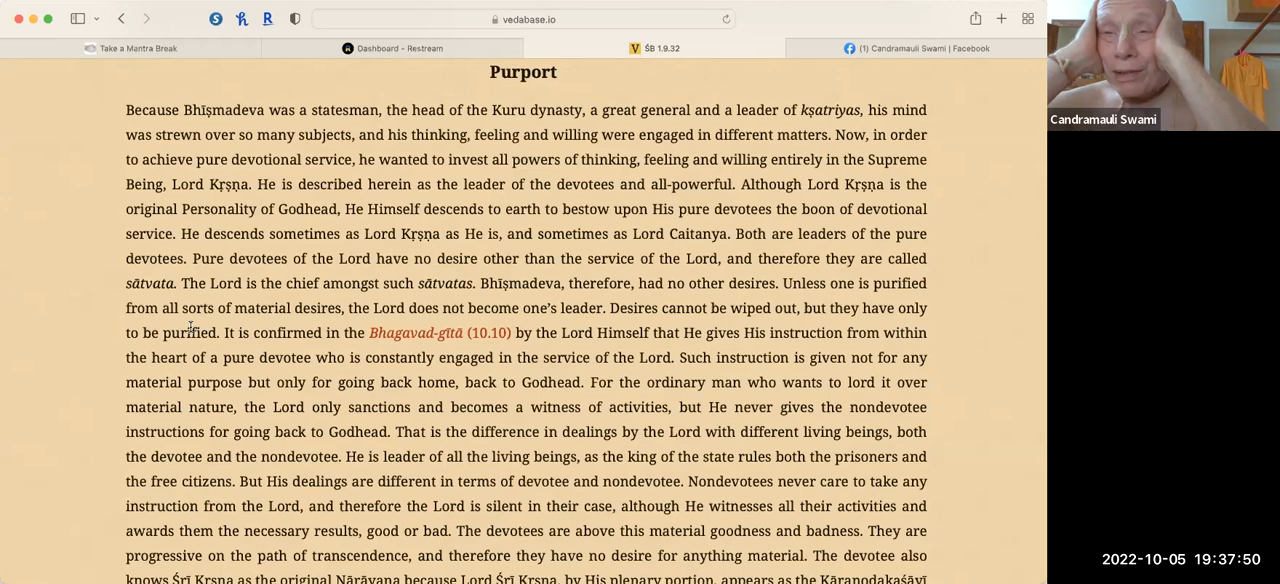 vedabase.io
Take a Mantra Break
Dashboard - Restream
ŚB 1.9.32
(1) Candramauli Swami | Facebook
Purport
Because Bhīṣmadeva was a statesman, the head of the Kuru dynasty, a great general and a leader of kṣatriyas, his mind
was strewn over so many subjects, and his thinking, feeling and willing were engaged in different matters. Now, in order
to achieve pure devotional service, he wanted to invest all powers of thinking, feeling and willing entirely in the Supreme
Being, Lord Kṛṣṇa. He is described herein as the leader of the devotees and all-powerful. Although Lord Kṛṣṇa is the
original Personality of Godhead, He Himself descends to earth to bestow upon His pure devotees the boon of devotional
service. He descends sometimes as Lord Kṛṣṇa as He is, and sometimes as Lord Caitanya. Both are leaders of the pure
devotees. Pure devotees of the Lord have no desire other than the service of the Lord, and therefore they are called
sātvata. The Lord is the chief amongst such sātvatas. Bhīṣmadeva, therefore, had no other desires. Unless one is purified
from all sorts of material desires, the Lord does not become one’s leader. Desires cannot be wiped out, but they have only
to be purified. It is confirmed in the Bhagavad-gītā (10.10) by the Lord Himself that He gives His instruction from within
the heart of a pure devotee who is constantly engaged in the service of the Lord. Such instruction is given not for any
material purpose but only for going back home, back to Godhead. For the ordinary man who wants to lord it over
material nature, the Lord only sanctions and becomes a witness of activities, but He never gives the nondevotee
instructions for going back to Godhead. That is the difference in dealings by the Lord with different living beings, both
the devotee and the nondevotee. He is leader of all the living beings, as the king of the state rules both the prisoners and
the free citizens. But His dealings are different in terms of devotee and nondevotee. Nondevotees never care to take any
instruction from the Lord, and therefore the Lord is silent in their case, although He witnesses all their activities and
awards them the necessary results, good or bad. The devotees are above this material goodness and badness. They are
progressive on the path of transcendence, and therefore they have no desire for anything material. The devotee also
knows Śrī Kṛṣṇa as the original Nārāyaṇa because Lord Śrī Kṛṣṇa, by His plenary portion, appears as the Kāraṇodakaśāyī
Candramauli Swami
2022-10-05 19:37:50